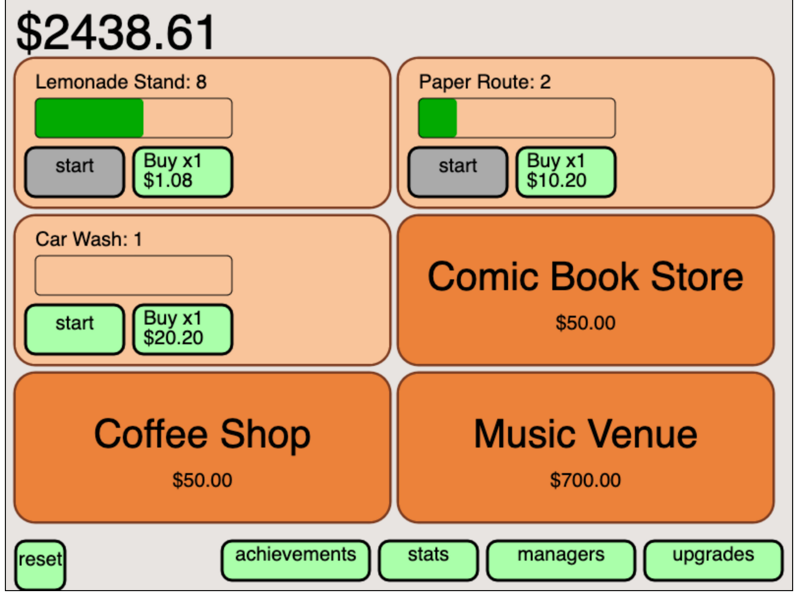 $2438.61
Lemonade Stand: 8
start
Buy x1
$1.08
Paper Route: 2
start
Buy x1
$10.20
Car Wash: 1
start
Buy x1
$20.20
Comic Book Store
$50.00
Coffee Shop
$50.00
Music Venue
$700.00
reset
achievements
stats
managers
upgrades